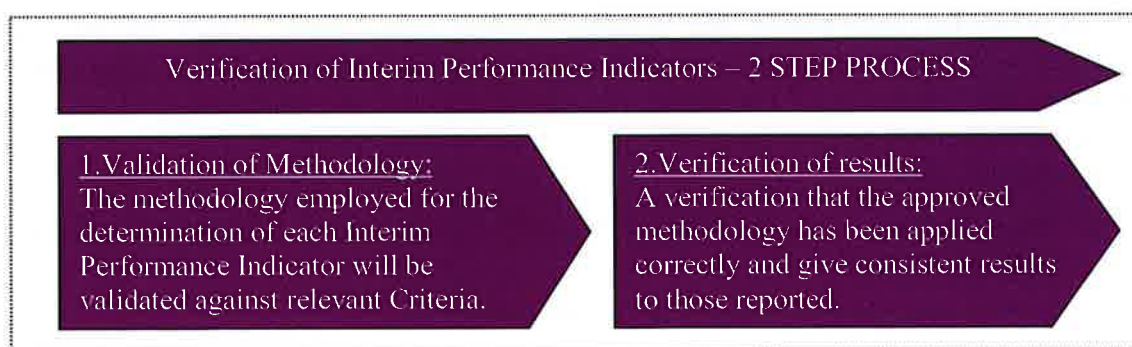 Verification of Interim Performance Indicators – 2 STEP PROCESS
1.Validation of Methodology:
The methodology employed for the
determination of each Interim
Performance Indicator will be
validated against relevant Criteria.
2.Verification of results:
A verification that the approved
methodology has been applied
correctly and give consistent results
to those reported.